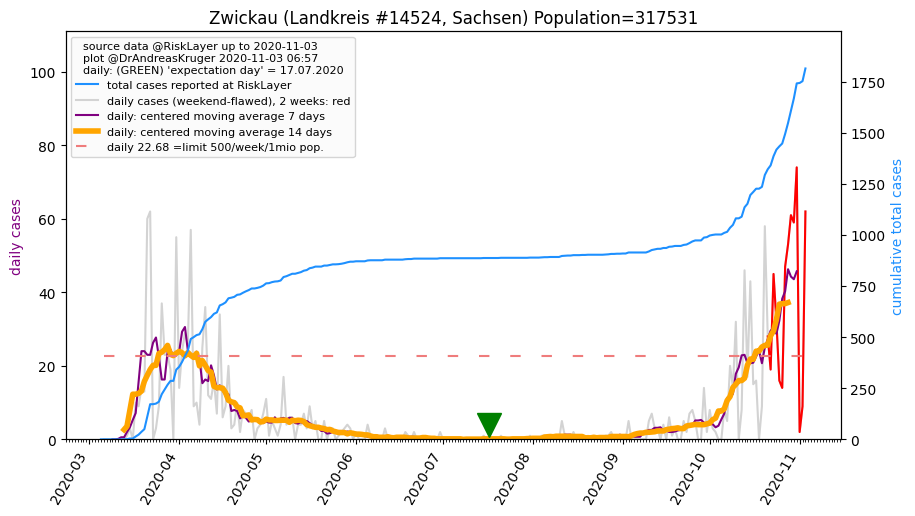 Zwickau (Landkreis #14524, Sachsen) Population=317531
source data @RiskLayer up to 2020-11-03
plot @DrAndreasKruger 2020-11-03 06:57
daily: (GREEN) 'expectation day' = 17.07.2020
total cases reported at RiskLayer
daily cases (weekend-flawed), 2 weeks: red
daily: centered moving average 7 days
daily: centered moving average 14 days
daily 22.68 =limit 500/week/1mio pop.
daily cases
100
80
60
40
20
0
cumulative total cases
1750
1500
1250
1000
750
500
250
0
2020-03
2020-04
2020-05
2020-06
2020-07
2020-08
2020-09
2020-10
2020-11